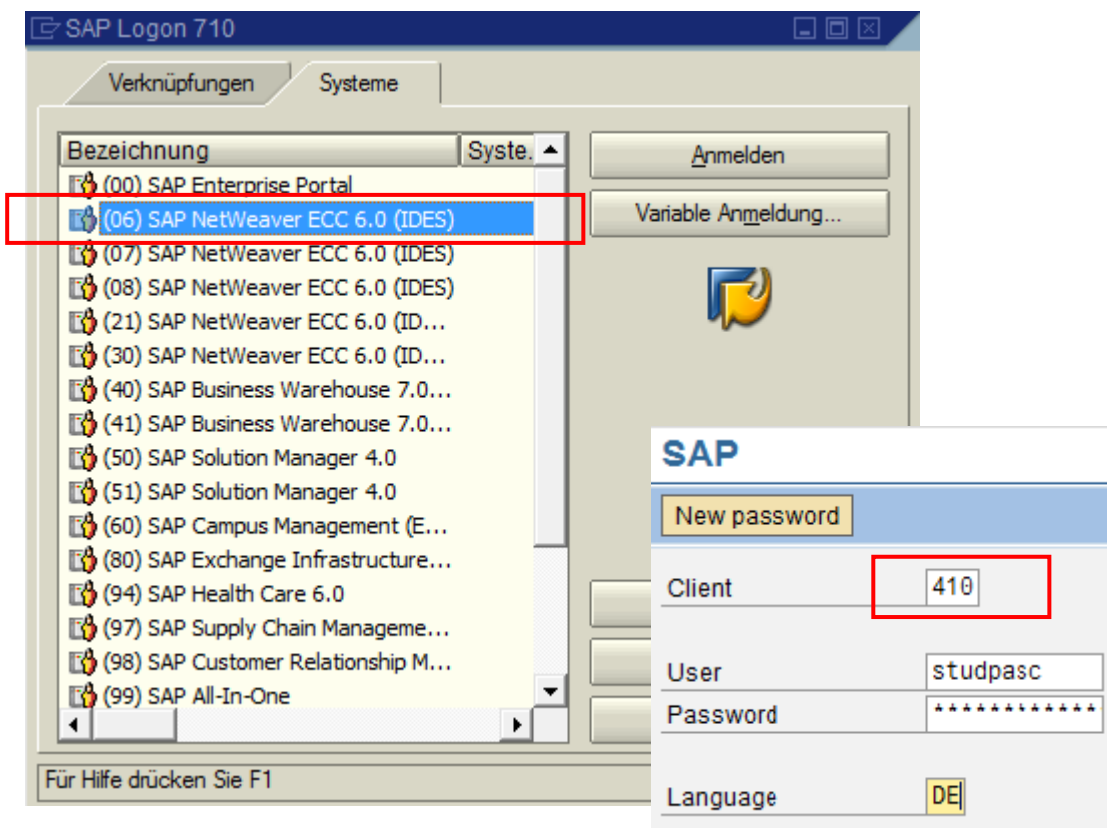 SAP Logon 710
Verknüpfungen Systeme
Bezeichnung Syste.
(00) SAP Enterprise Portal
(06) SAP NetWeaver ECC 6.0 (IDES)
(07) SAP NetWeaver ECC 6.0 (IDES)
(08) SAP NetWeaver ECC 6.0 (IDES)
(21) SAP NetWeaver ECC 6.0 (ID...
(30) SAP NetWeaver ECC 6.0 (ID...
(40) SAP Business Warehouse 7.0...
(41) SAP Business Warehouse 7.0...
(50) SAP Solution Manager 4.0
(51) SAP Solution Manager 4.0
(60) SAP Campus Management (E...
(80) SAP Exchange Infrastructure...
(94) SAP Health Care 6.0
(97) SAP Supply Chain Manageme...
(98) SAP Customer Relationship M...
(99) SAP All-In-One
Anmelden
Variable Anmeldung...
Für Hilfe drücken Sie F1
SAP
New password
Client 410
User studpasc
Password ************
Language DE